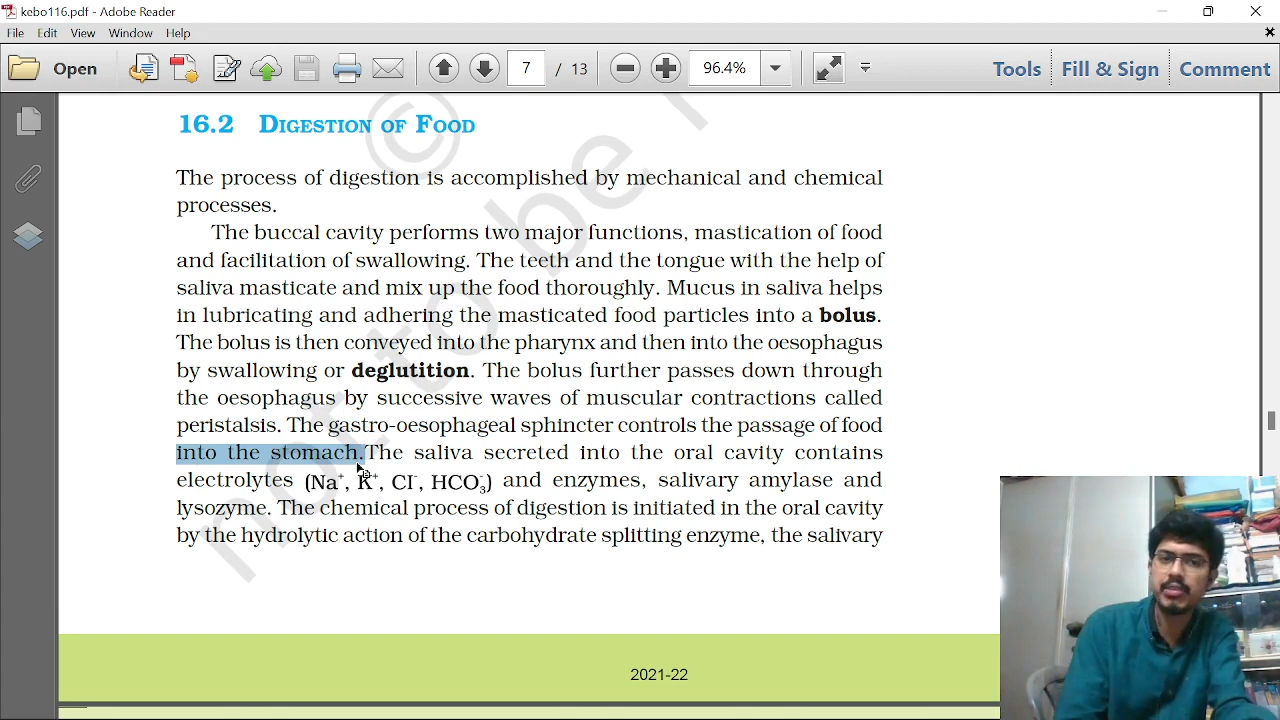 kebo116.pdf - Adobe Reader
File Edit View Window Help
Open
7 / 13
96.4%
Tools Fill & Sign Comment
16.2 DIGESTION OF FOOD
The process of digestion is accomplished by mechanical and chemical
processes.
The buccal cavity performs two major functions, mastication of food
and facilitation of swallowing. The teeth and the tongue with the help of
saliva masticate and mix up the food thoroughly. Mucus in saliva helps
in lubricating and adhering the masticated food particles into a bolus.
The bolus is then conveyed into the pharynx and then into the oesophagus
by swallowing or deglutition. The bolus further passes down through
the oesophagus by successive waves of muscular contractions called
peristalsis. The gastro-oesophageal sphincter controls the passage of food
into the stomach.The saliva secreted into the oral cavity contains
electrolytes (Na⁺, K⁺, Cl⁻, HCO₃⁻) and enzymes, salivary amylase and
lysozyme. The chemical process of digestion is initiated in the oral cavity
by the hydrolytic action of the carbohydrate splitting enzyme, the salivary
© not to be r
2021-22